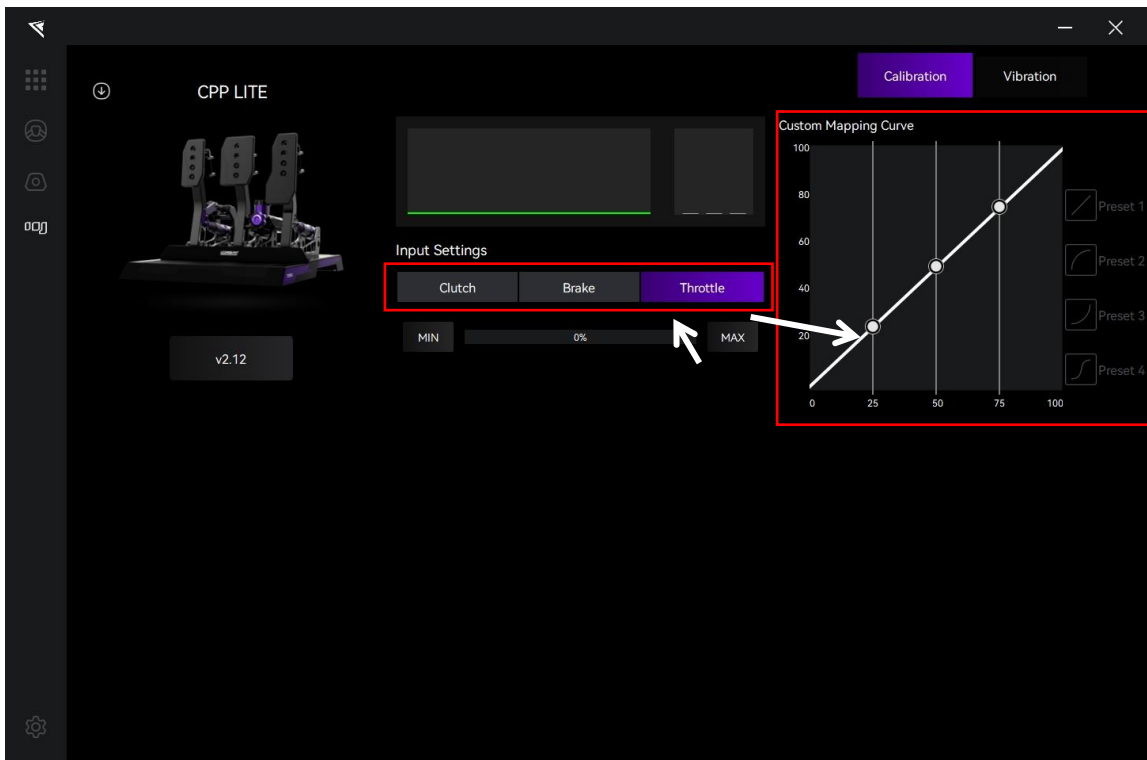 CPP LITE
v2.12
Calibration
Vibration
Input Settings
Clutch
Brake
Throttle
MIN
0%
MAX
Custom Mapping Curve
100
80
60
40
20
0
25
50
75
100
Preset 1
Preset 2
Preset 3
Preset 4